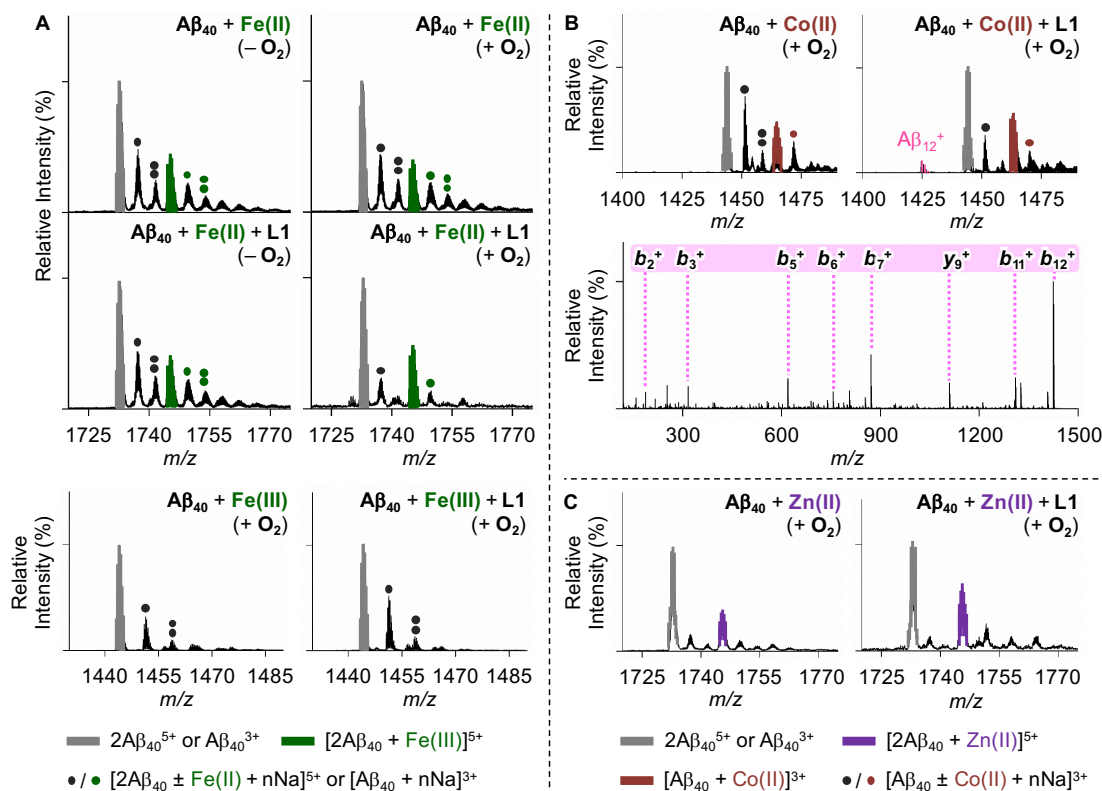 A
Aβ₄₀ + Fe(II)
(– O₂)
Aβ₄₀ + Fe(II)
(+ O₂)
Relative Intensity (%)
Aβ₄₀ + Fe(II) + L1
(– O₂)
Aβ₄₀ + Fe(II) + L1
(+ O₂)
1725 1740 1755 1770
m/z
1725 1740 1755 1770
m/z
Aβ₄₀ + Fe(III)
(+ O₂)
Aβ₄₀ + Fe(III) + L1
(+ O₂)
Relative
Intensity (%)
1440 1455 1470 1485
m/z
1440 1455 1470 1485
m/z
2Aβ₄₀⁵⁺ or Aβ₄₀³⁺
[2Aβ₄₀ + Fe(III)]⁵⁺
/ [2Aβ₄₀ ± Fe(II) + nNa]⁵⁺ or [Aβ₄₀ + nNa]³⁺
B
Aβ₄₀ + Co(II)
(+ O₂)
Aβ₄₀ + Co(II) + L1
(+ O₂)
Relative
Intensity (%)
Aβ₁₂⁺
1400 1425 1450 1475
m/z
1400 1425 1450 1475
m/z
b₂⁺ b₃⁺ b₅⁺ b₆⁺ b₇⁺ y₉⁺ b₁₁⁺ b₁₂⁺
Relative
Intensity (%)
300 600 900 1200 1500
m/z
C
Aβ₄₀ + Zn(II)
(+ O₂)
Aβ₄₀ + Zn(II) + L1
(+ O₂)
Relative
Intensity (%)
1725 1740 1755 1770
m/z
1725 1740 1755 1770
m/z
2Aβ₄₀⁵⁺ or Aβ₄₀³⁺
[2Aβ₄₀ + Zn(II)]⁵⁺
[Aβ₄₀ + Co(II)]³⁺
/ [Aβ₄₀ ± Co(II) + nNa]³⁺